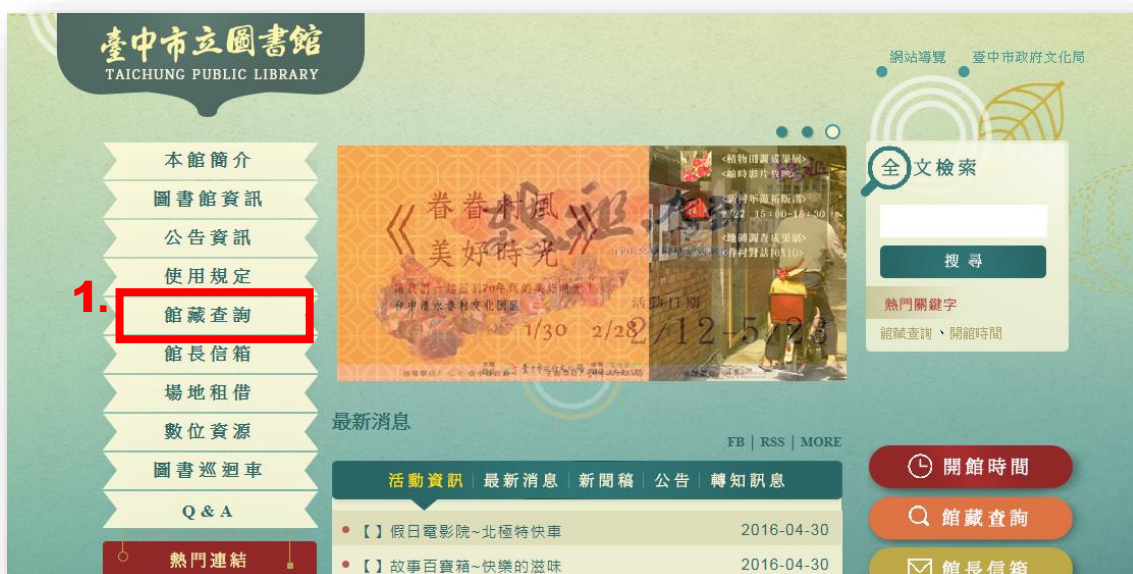 臺中市立圖書館
TAICHUNG PUBLIC LIBRARY
網站導覽 臺中市政府文化局
本館簡介
圖書館資訊
公告資訊
使用規定
1.
館藏查詢
館長信箱
場地租借
數位資源
圖書巡迴車
Q & A
熱門連結
眷眷村風
美好時光
1/30 2/28
2/12-5/23
最新消息
FB | RSS | MORE
活動資訊 | 最新消息 | 新聞稿 | 公告 | 轉知訊息
【】假日電影院~北極特快車 2016-04-30
【】故事百寶箱~快樂的滋味 2016-04-30
全文檢索
搜尋
熱門關鍵字
館藏查詢、開館時間
開館時間
館藏查詢
館長信箱